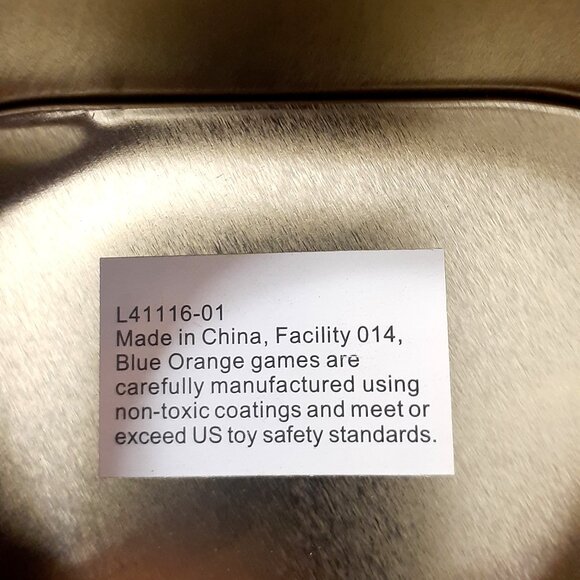 L41116-01
Made in China, Facility 014,
Blue Orange games are
carefully manufactured using
non-toxic coatings and meet or
exceed US toy safety standards.